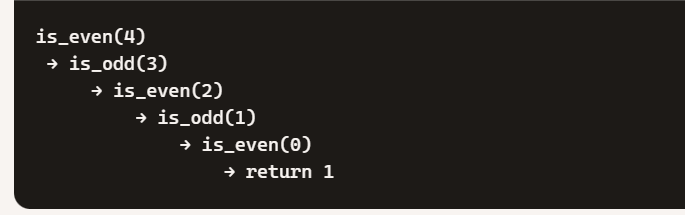 is_even(4)
→ is_odd(3)
→ is_even(2)
→ is_odd(1)
→ is_even(0)
→ return 1